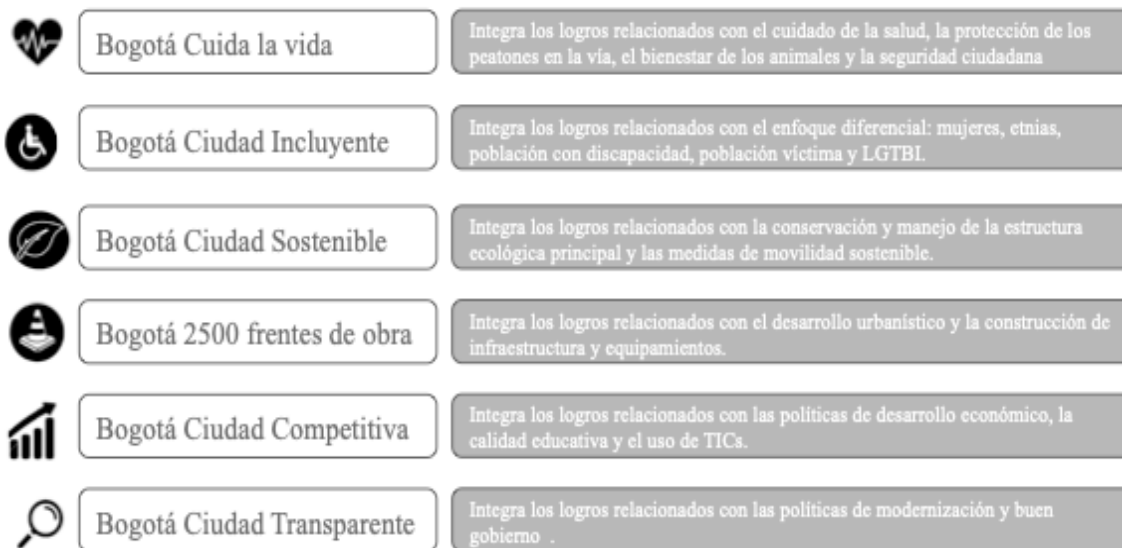 Bogotá Cuida la vida
Integra los logros relacionados con el cuidado de la salud, la protección de los
peatones en la vía, el bienestar de los animales y la seguridad ciudadana
Bogotá Ciudad Incluyente
Integra los logros relacionados con el enfoque diferencial: mujeres, etnias,
población con discapacidad, población víctima y LGTBI.
Bogotá Ciudad Sostenible
Integra los logros relacionados con la conservación y manejo de la estructura
ecológica principal y las medidas de movilidad sostenible.
Bogotá 2500 frentes de obra
Integra los logros relacionados con el desarrollo urbanístico y la construcción de
infraestructura y equipamientos.
Bogotá Ciudad Competitiva
Integra los logros relacionados con las políticas de desarrollo económico, la
calidad educativa y el uso de TICs.
Bogotá Ciudad Transparente
Integra los logros relacionados con las políticas de modernización y buen
gobierno .